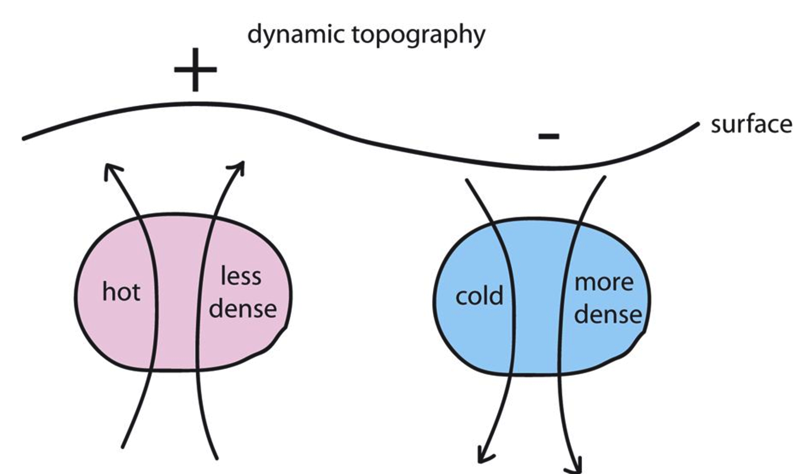 dynamic topography
+
-
surface
hot
less
dense
cold
more
dense